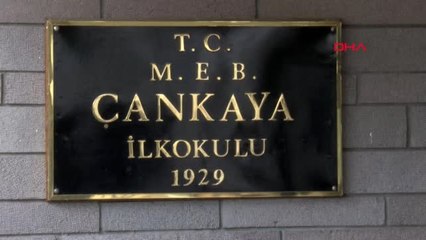 DHA
T. C.
M. E. B.
ÇANKAYA
İLKOKULU
1929